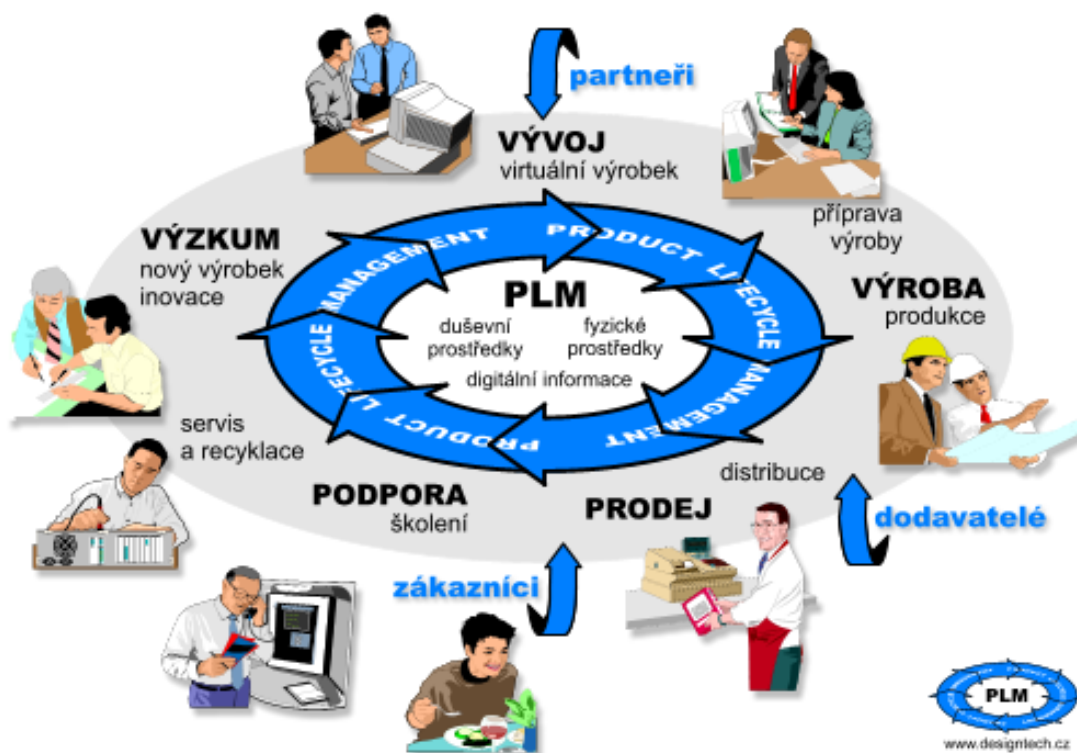 partneři
VÝVOJ
virtuální výrobek
příprava
výroby
VÝZKUM
nový výrobek
inovace
PRODUCT LIFECYCLE MANAGEMENT
PRODUCT LIFECYCLE MANAGEMENT
PLM
duševní
prostředky
fyzické
prostředky
digitální informace
VÝROBA
produkce
servis
a recyklace
distribuce
PODPORA
školení
PRODEJ
dodavatelé
zákazníci
PLM
www.designtech.cz